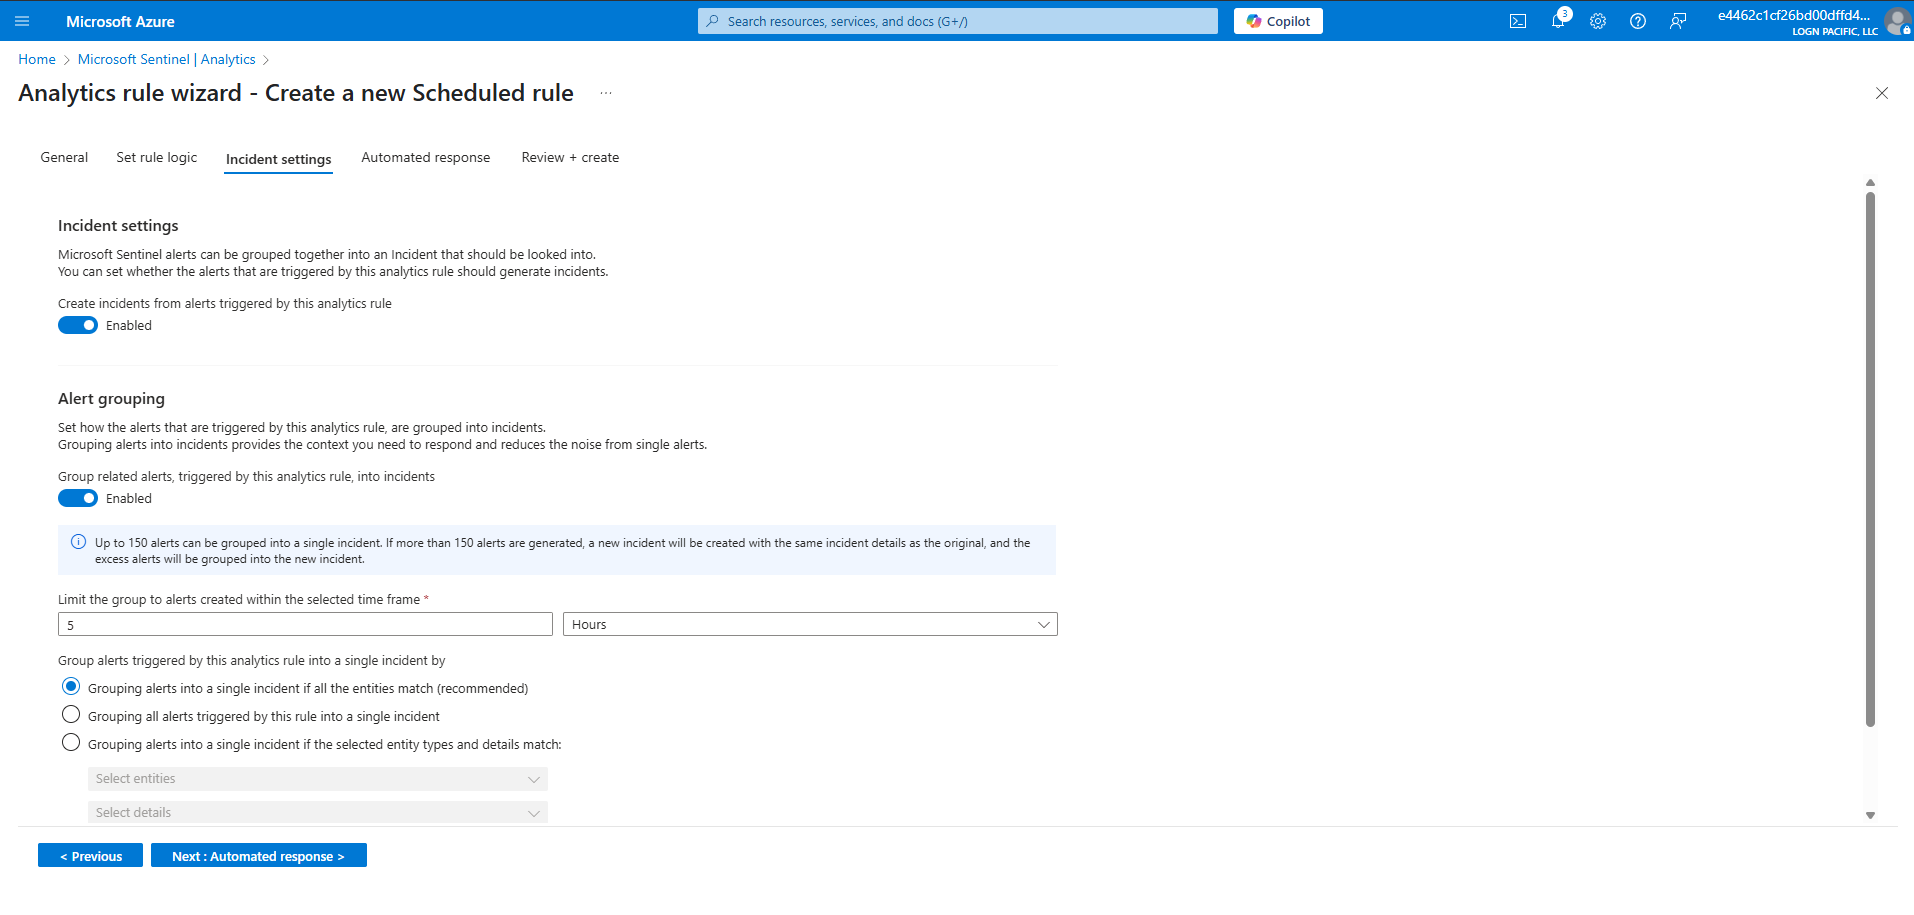 Microsoft Azure
Search resources, services, and docs (G+/)
Copilot
3
e4462c1cf26bd00dffd4...
LOGN PACIFIC, LLC
Home > Microsoft Sentinel | Analytics >
Analytics rule wizard - Create a new Scheduled rule ...
General
Set rule logic
Incident settings
Automated response
Review + create
Incident settings
Microsoft Sentinel alerts can be grouped together into an Incident that should be looked into.
You can set whether the alerts that are triggered by this analytics rule should generate incidents.
Create incidents from alerts triggered by this analytics rule
Enabled
Alert grouping
Set how the alerts that are triggered by this analytics rule, are grouped into incidents.
Grouping alerts into incidents provides the context you need to respond and reduces the noise from single alerts.
Group related alerts, triggered by this analytics rule, into incidents
Enabled
Up to 150 alerts can be grouped into a single incident. If more than 150 alerts are generated, a new incident will be created with the same incident details as the original, and the
excess alerts will be grouped into the new incident.
Limit the group to alerts created within the selected time frame *
5
Hours
Group alerts triggered by this analytics rule into a single incident by
Grouping alerts into a single incident if all the entities match (recommended)
Grouping all alerts triggered by this rule into a single incident
Grouping alerts into a single incident if the selected entity types and details match:
Select entities
Select details
< Previous
Next : Automated response >